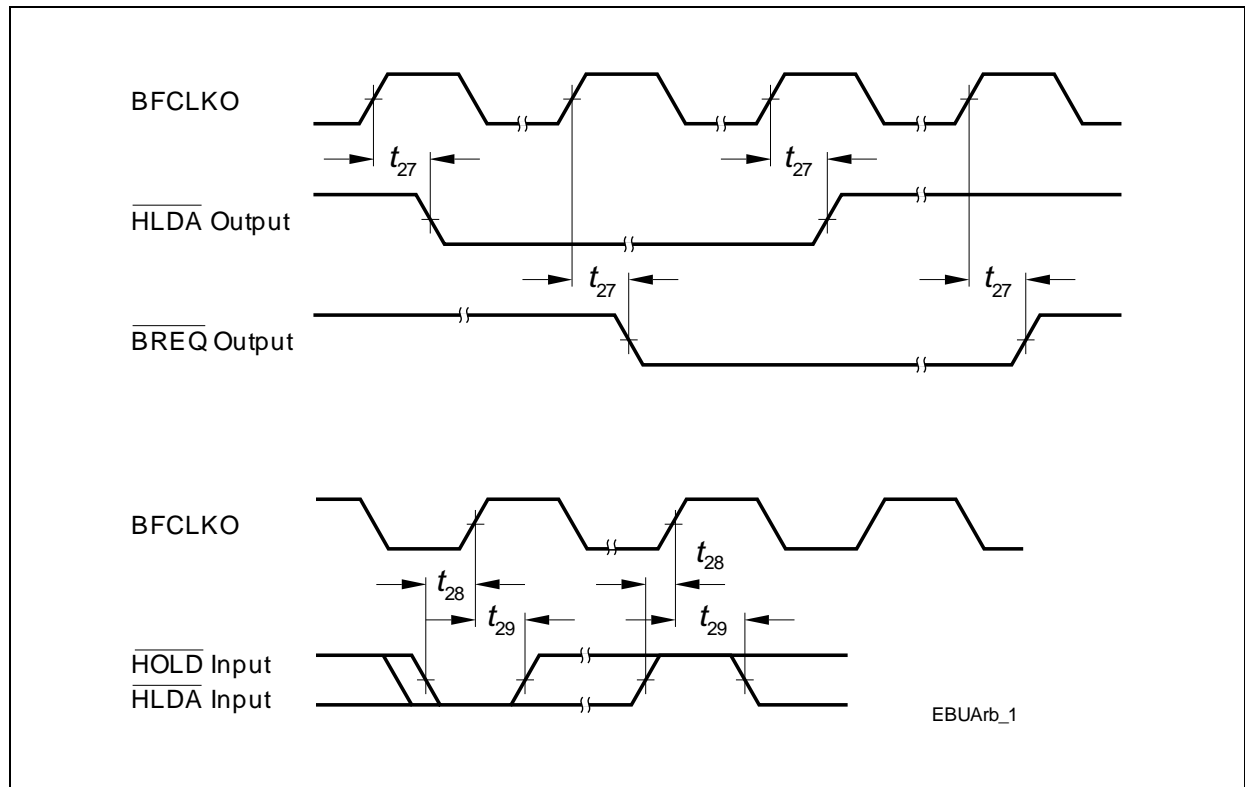 BFCLKO
t27 t27
HLDA Output
t27 t27
BREQ Output
BFCLKO
t28
t28
t29 t29
HOLD Input
HLDA Input
EBUArb_1